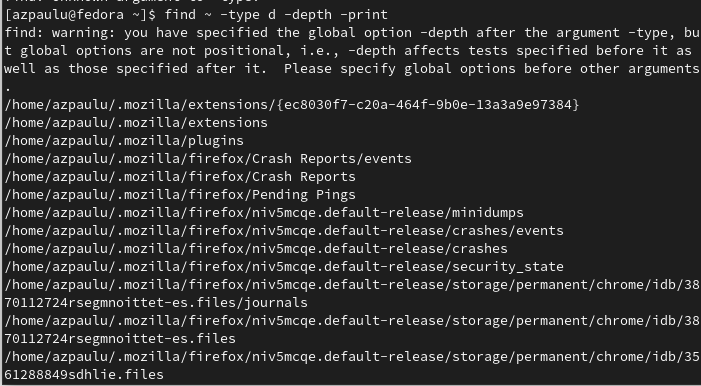 [azpaulu@fedora ~]$ find ~ -type d -depth -print
find: warning: you have specified the global option -depth after the argument -type, bu
t global options are not positional, i.e., -depth affects tests specified before it as
well as those specified after it.  Please specify global options before other arguments
.
/home/azpaulu/.mozilla/extensions/{ec8030f7-c20a-464f-9b0e-13a3a9e97384}
/home/azpaulu/.mozilla/extensions
/home/azpaulu/.mozilla/plugins
/home/azpaulu/.mozilla/firefox/Crash Reports/events
/home/azpaulu/.mozilla/firefox/Crash Reports
/home/azpaulu/.mozilla/firefox/Pending Pings
/home/azpaulu/.mozilla/firefox/niv5mcqe.default-release/minidumps
/home/azpaulu/.mozilla/firefox/niv5mcqe.default-release/crashes/events
/home/azpaulu/.mozilla/firefox/niv5mcqe.default-release/crashes
/home/azpaulu/.mozilla/firefox/niv5mcqe.default-release/security_state
/home/azpaulu/.mozilla/firefox/niv5mcqe.default-release/storage/permanent/chrome/idb/38
70112724rsegmnoittet-es.files/journals
/home/azpaulu/.mozilla/firefox/niv5mcqe.default-release/storage/permanent/chrome/idb/38
70112724rsegmnoittet-es.files
/home/azpaulu/.mozilla/firefox/niv5mcqe.default-release/storage/permanent/chrome/idb/35
61288849sdhlie.files